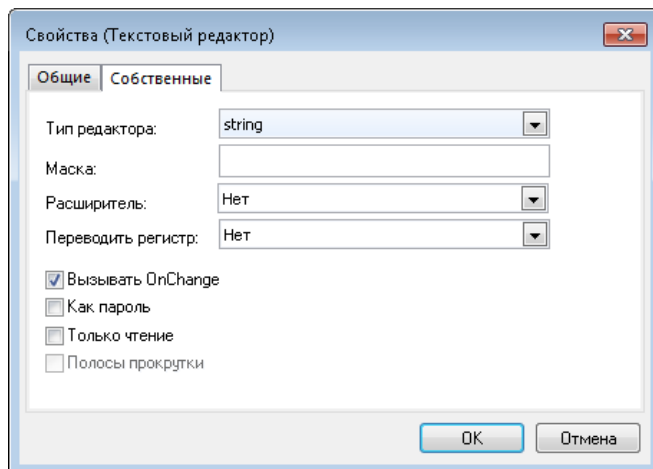 Свойства (Текстовый редактор)
Общие Собственные
Тип редактора: string
Маска:
Расширитель: Нет
Переводить регистр: Нет
Вызывать OnChange
Как пароль
Только чтение
Полосы прокрутки
OK Отмена